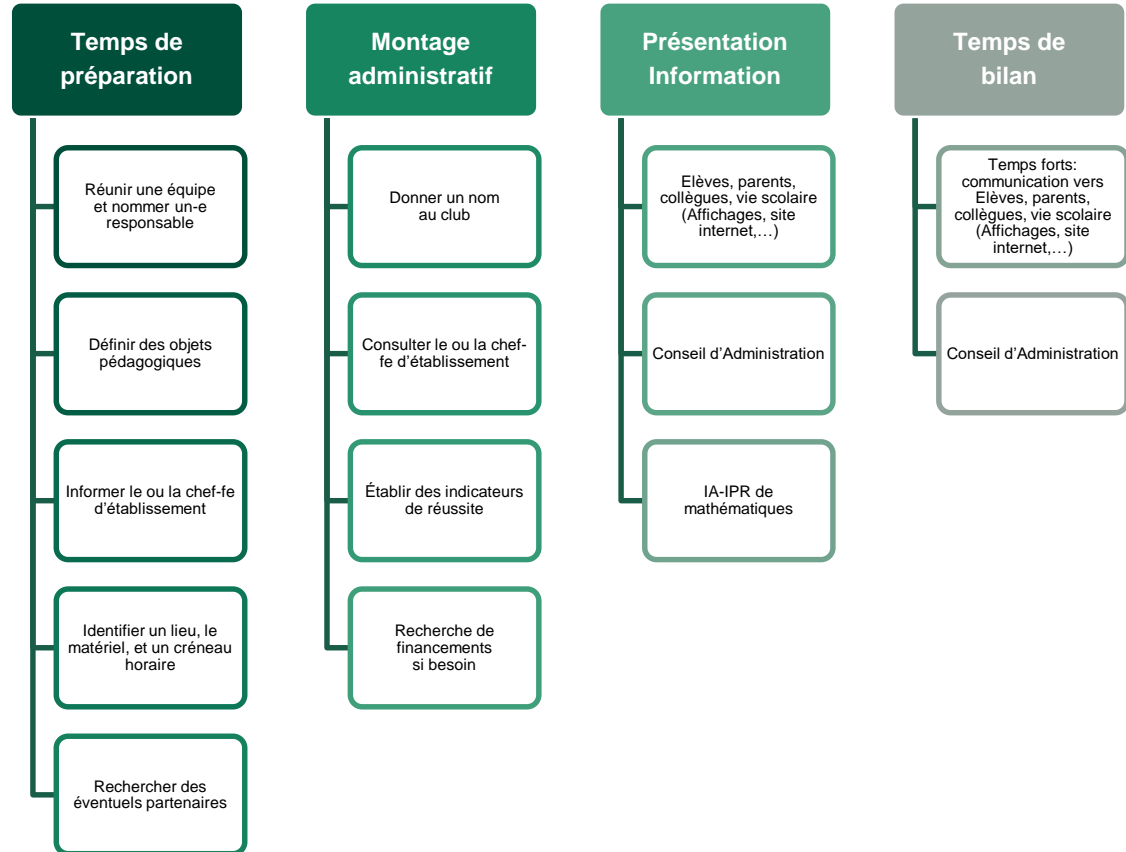 Temps de
préparation
Réunir une équipe
et nommer un-e
responsable
Définir des objets
pédagogiques
Informer le ou la chef-fe
d’établissement
Identifier un lieu, le
matériel, et un créneau
horaire
Rechercher des
éventuels partenaires
Montage
administratif
Donner un nom
au club
Consulter le ou la chef-
fe d’établissement
Établir des indicateurs
de réussite
Recherche de
financements
si besoin
Présentation
Information
Elèves, parents,
collègues, vie scolaire
(Affichages, site
internet,…)
Conseil d’Administration
IA-IPR de
mathématiques
Temps de
bilan
Temps forts:
communication vers
Elèves, parents,
collègues, vie scolaire
(Affichages, site
internet,…)
Conseil d’Administration